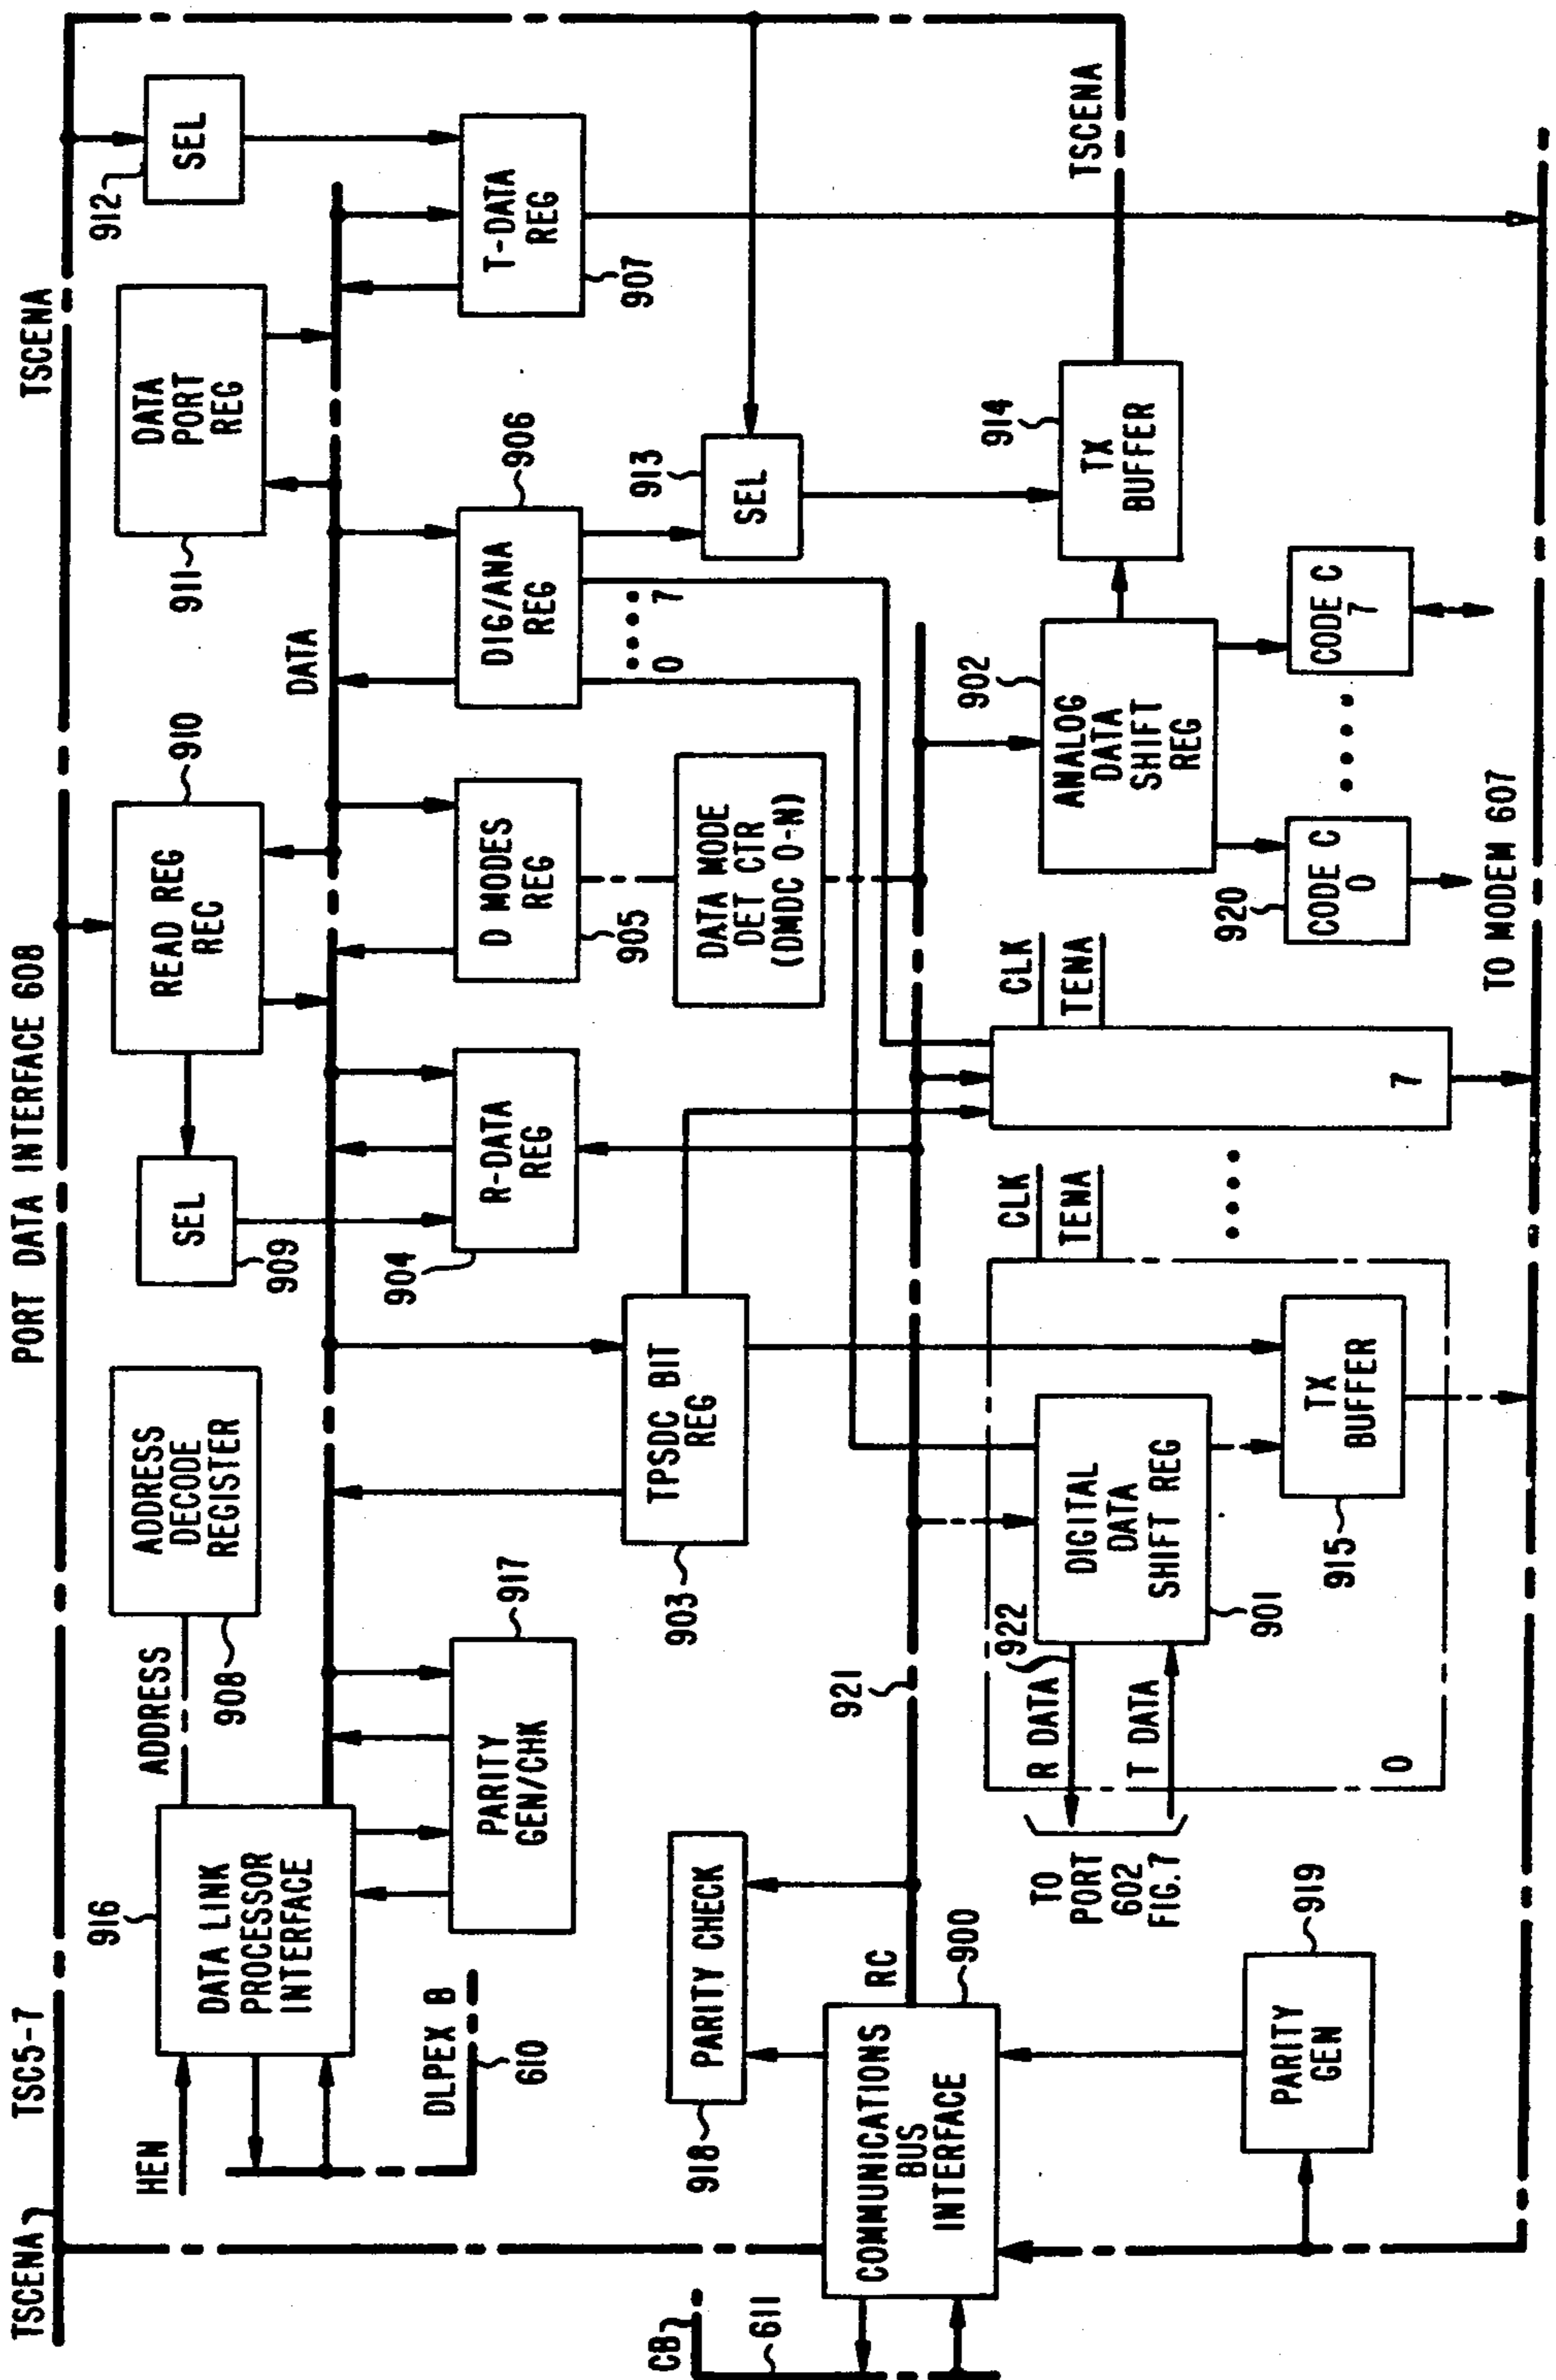 PORT DATA INTERFACE 608
TSCENA
TSC5-7
TSCENA
HEN
916
DATA LINK
PROCESSOR
INTERFACE
ADDRESS
908
ADDRESS
DECODE
REGISTER
SEL
909
910
READ REG
REC
911
DATA
PORT
REG
912
SEL
DATA
DLPEX B
610
PARITY
GEN/CHK
917
904
R-DATA
REG
D MODES
REG
905
DIG/ANA
REG
906
T-DATA
REG
907
903
TPSDC BIT
REG
DATA MODE
DET CTR
(DMDC 0-N)
0
7
913
SEL
918
PARITY CHECK
CB
611
COMMUNICATIONS
BUS
INTERFACE
RC
900
921
902
ANALOG
DATA
SHIFT
REG
914
TX
BUFFER
TSCENA
TO
PORT
602
FIG.7
R DATA
922
T DATA
DIGITAL
DATA
SHIFT REG
901
CLK
TENA
CLK
TENA
0
915
TX
BUFFER
7
920
CODE C
0
CODE C
7
PARITY
GEN
919
TO MODEM 607